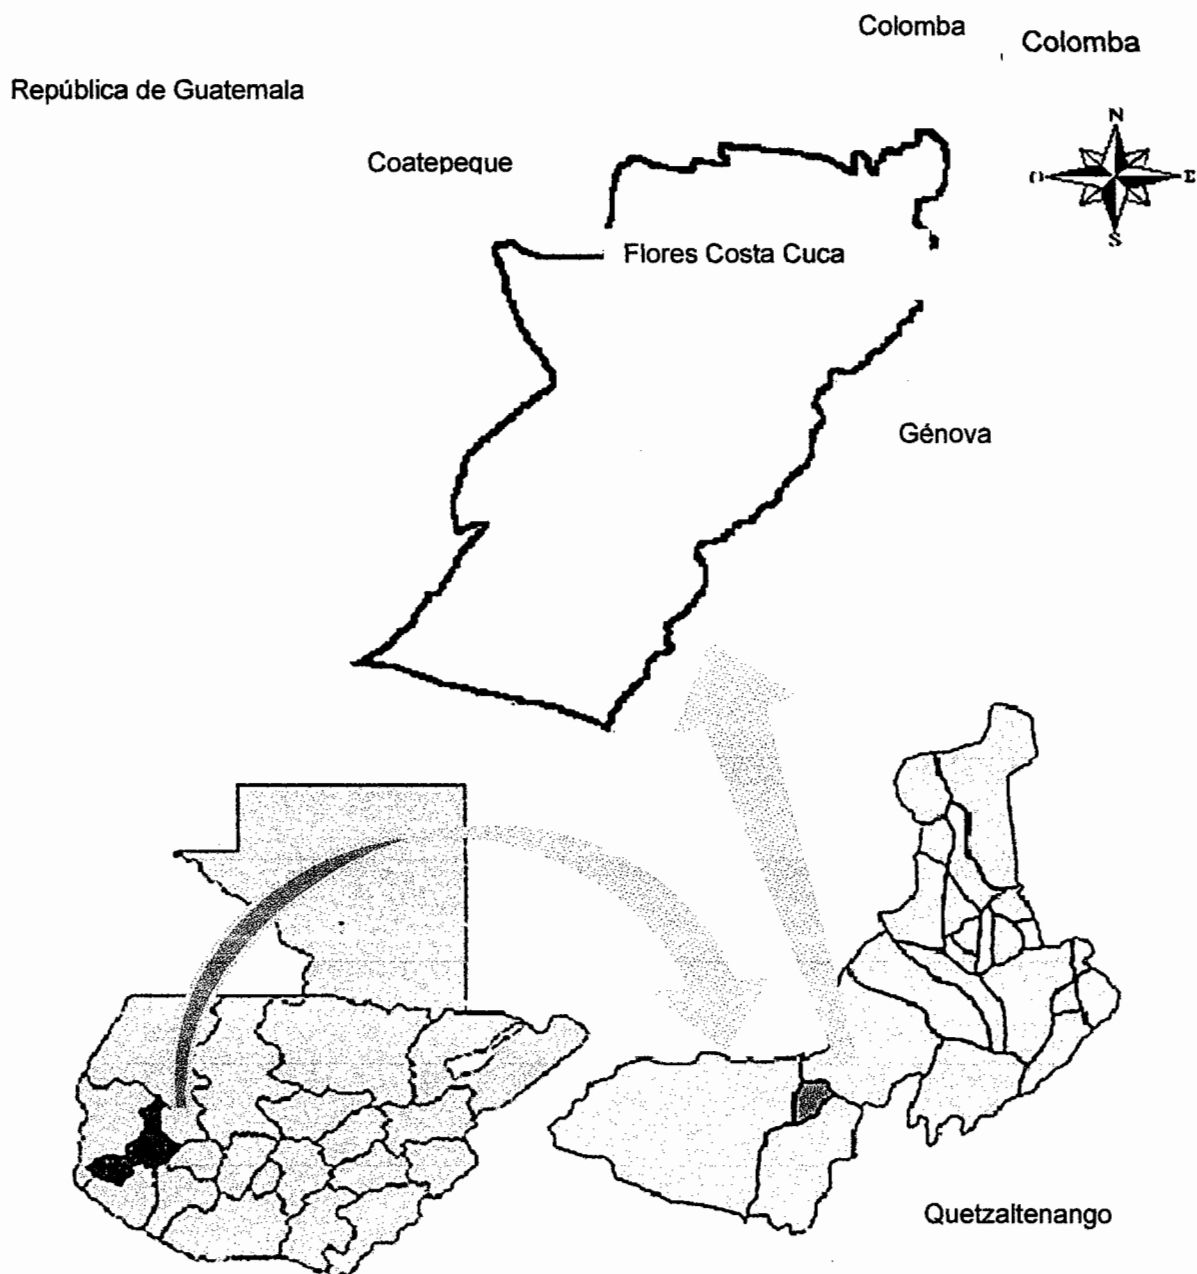 Colomba
Colomba
República de Guatemala
N
Coatepeque
O
E
S
Flores Costa Cuca
Génova
Quetzaltenango